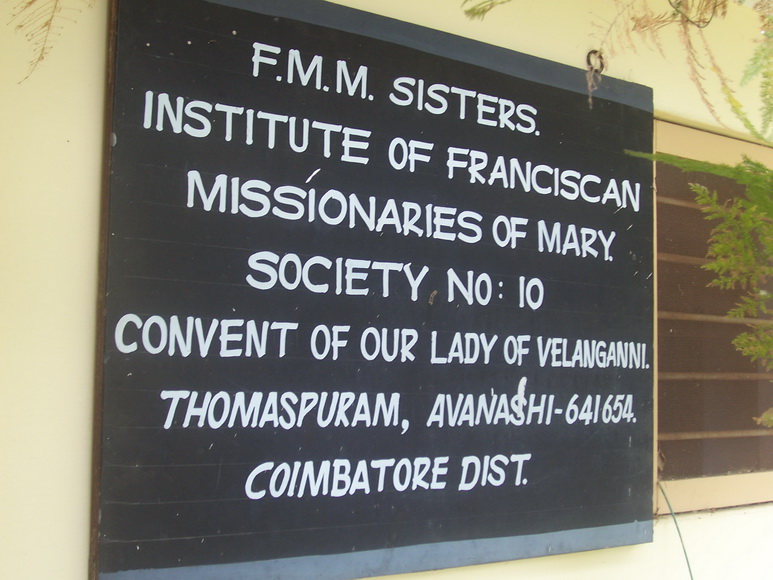 F.M.M. SISTERS.
INSTITUTE OF FRANCISCAN
MISSIONARIES OF MARY.
SOCIETY NO: 10
CONVENT OF OUR LADY OF VELANGANNI.
THOMASPURAM, AVANASHI-641654.
COIMBATORE DIST.